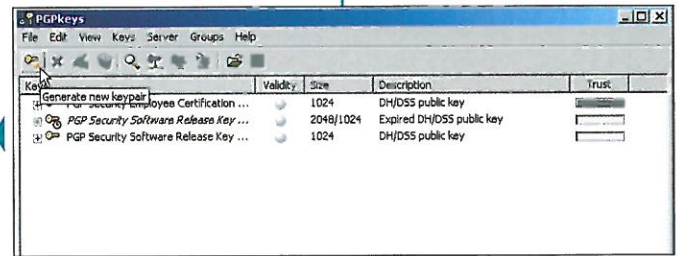 PGPkeys
File Edit View Keys Server Groups Help
Validity Size Description Trust
Generate new keypair
PGP Security Employee Certification ... 1024 DH/DSS public key
PGP Security Software Release Key ... 2048/1024 Expired DH/DSS public key
PGP Security Software Release Key ... 1024 DH/DSS public key